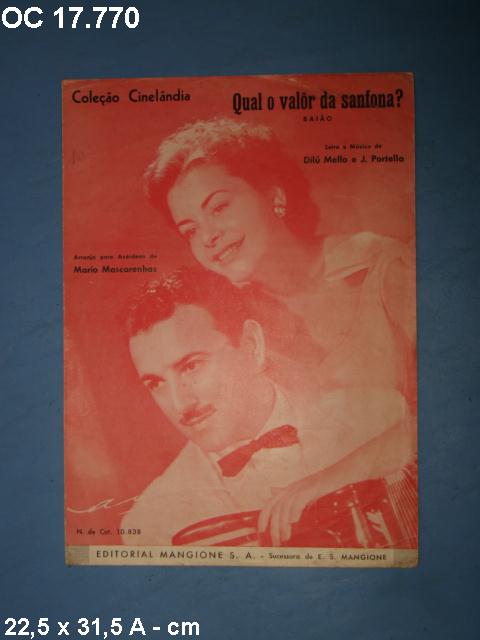 OC 17.770
Coleção Cinelândia
Qual o valôr da sanfona?
BAIÃO
Letra e Música de
Dilú Mello e J. Portella
Arranjo para Acórdeon de
Mario Mascarenhas
N. de Cat. 10.838
EDITORIAL MANGIONE S. A. - Sucessora de E. S. MANGIONE
22,5 x 31,5 A - cm